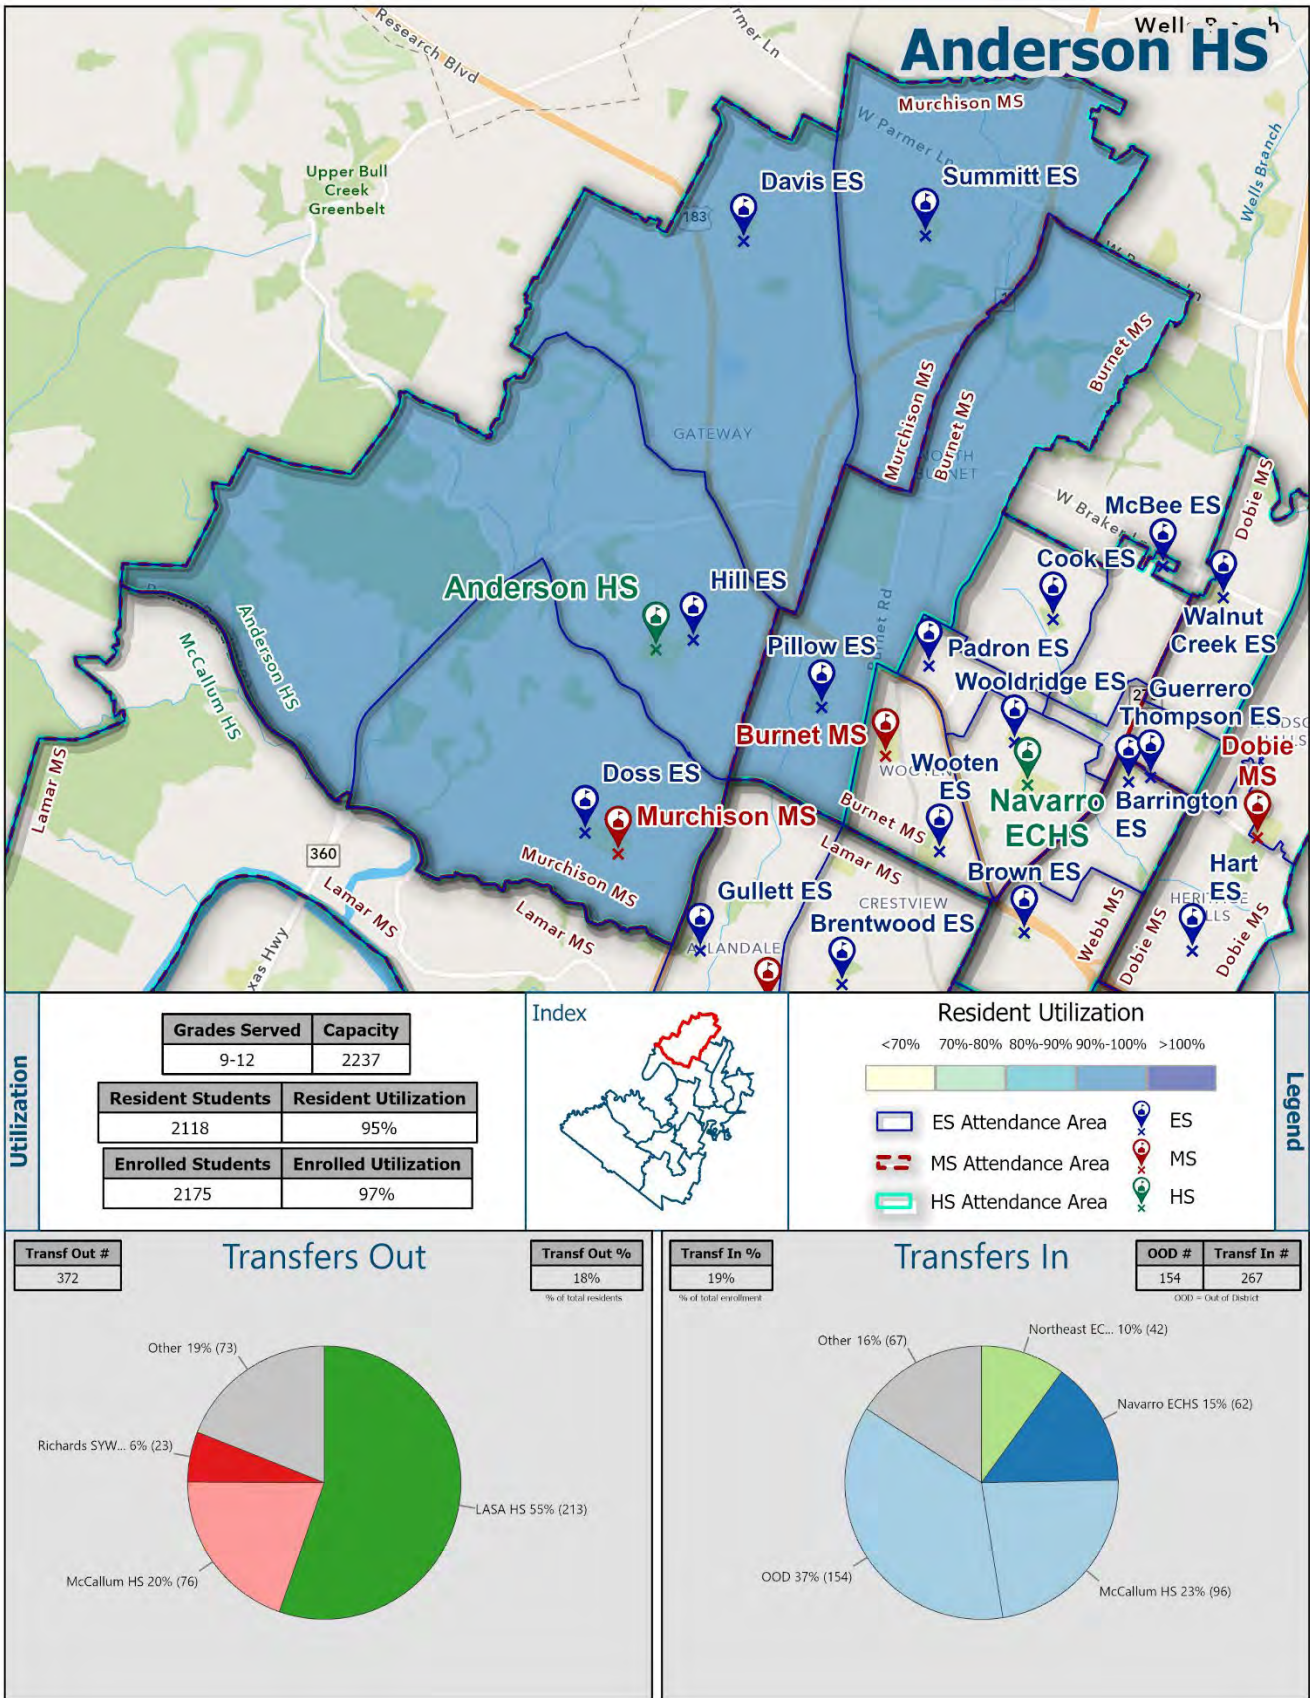 Anderson HS
Research Blvd
Wells Branch
Murchison MS
W Parmer Ln
Upper Bull
Creek
Greenbelt
Davis ES
Summitt ES
Wells Branch
183
GATEWAY
Murchison MS
Burnet MS
Burnet MS
W Braker Ln
McBee ES
Dobie MS
Cook ES
Anderson HS
Hill ES
Walnut
Creek ES
Anderson HS
McCallum HS
Burnet Rd
Pillow ES
Padron ES
Wooldridge ES
Guerrero
Thompson ES
Burnet MS
WOOTEN
Wooten
ES
Dobie
MS
Lamar MS
Doss ES
Murchison MS
Navarro
ECHS
Barrington
ES
Burnet MS
Lamar MS
360
Murchison MS
Lamar MS
Lamar MS
Gullett ES
Brentwood ES
CRESTVIEW
Brown ES
Hart
ES
Webb MS
Dobie MS
Dobie MS
Utilization
Grades Served Capacity
9-12 2237
Resident Students Resident Utilization
2118 95%
Enrolled Students Enrolled Utilization
2175 97%
Index
Resident Utilization
<70% 70%-80% 80%-90% 90%-100% >100%
ES Attendance Area ES
MS Attendance Area MS
HS Attendance Area HS
Legend
Transf Out #
372
Transfers Out
Transf Out %
18%
% of total residents
Other 19% (73)
Richards SYW... 6% (23)
LASA HS 55% (213)
McCallum HS 20% (76)
Transf In %
19%
% of total enrollment
Transfers In
OOD # Transf In #
154 267
OOD = Out of District
Northeast EC... 10% (42)
Other 16% (67)
Navarro ECHS 15% (62)
OOD 37% (154)
McCallum HS 23% (96)